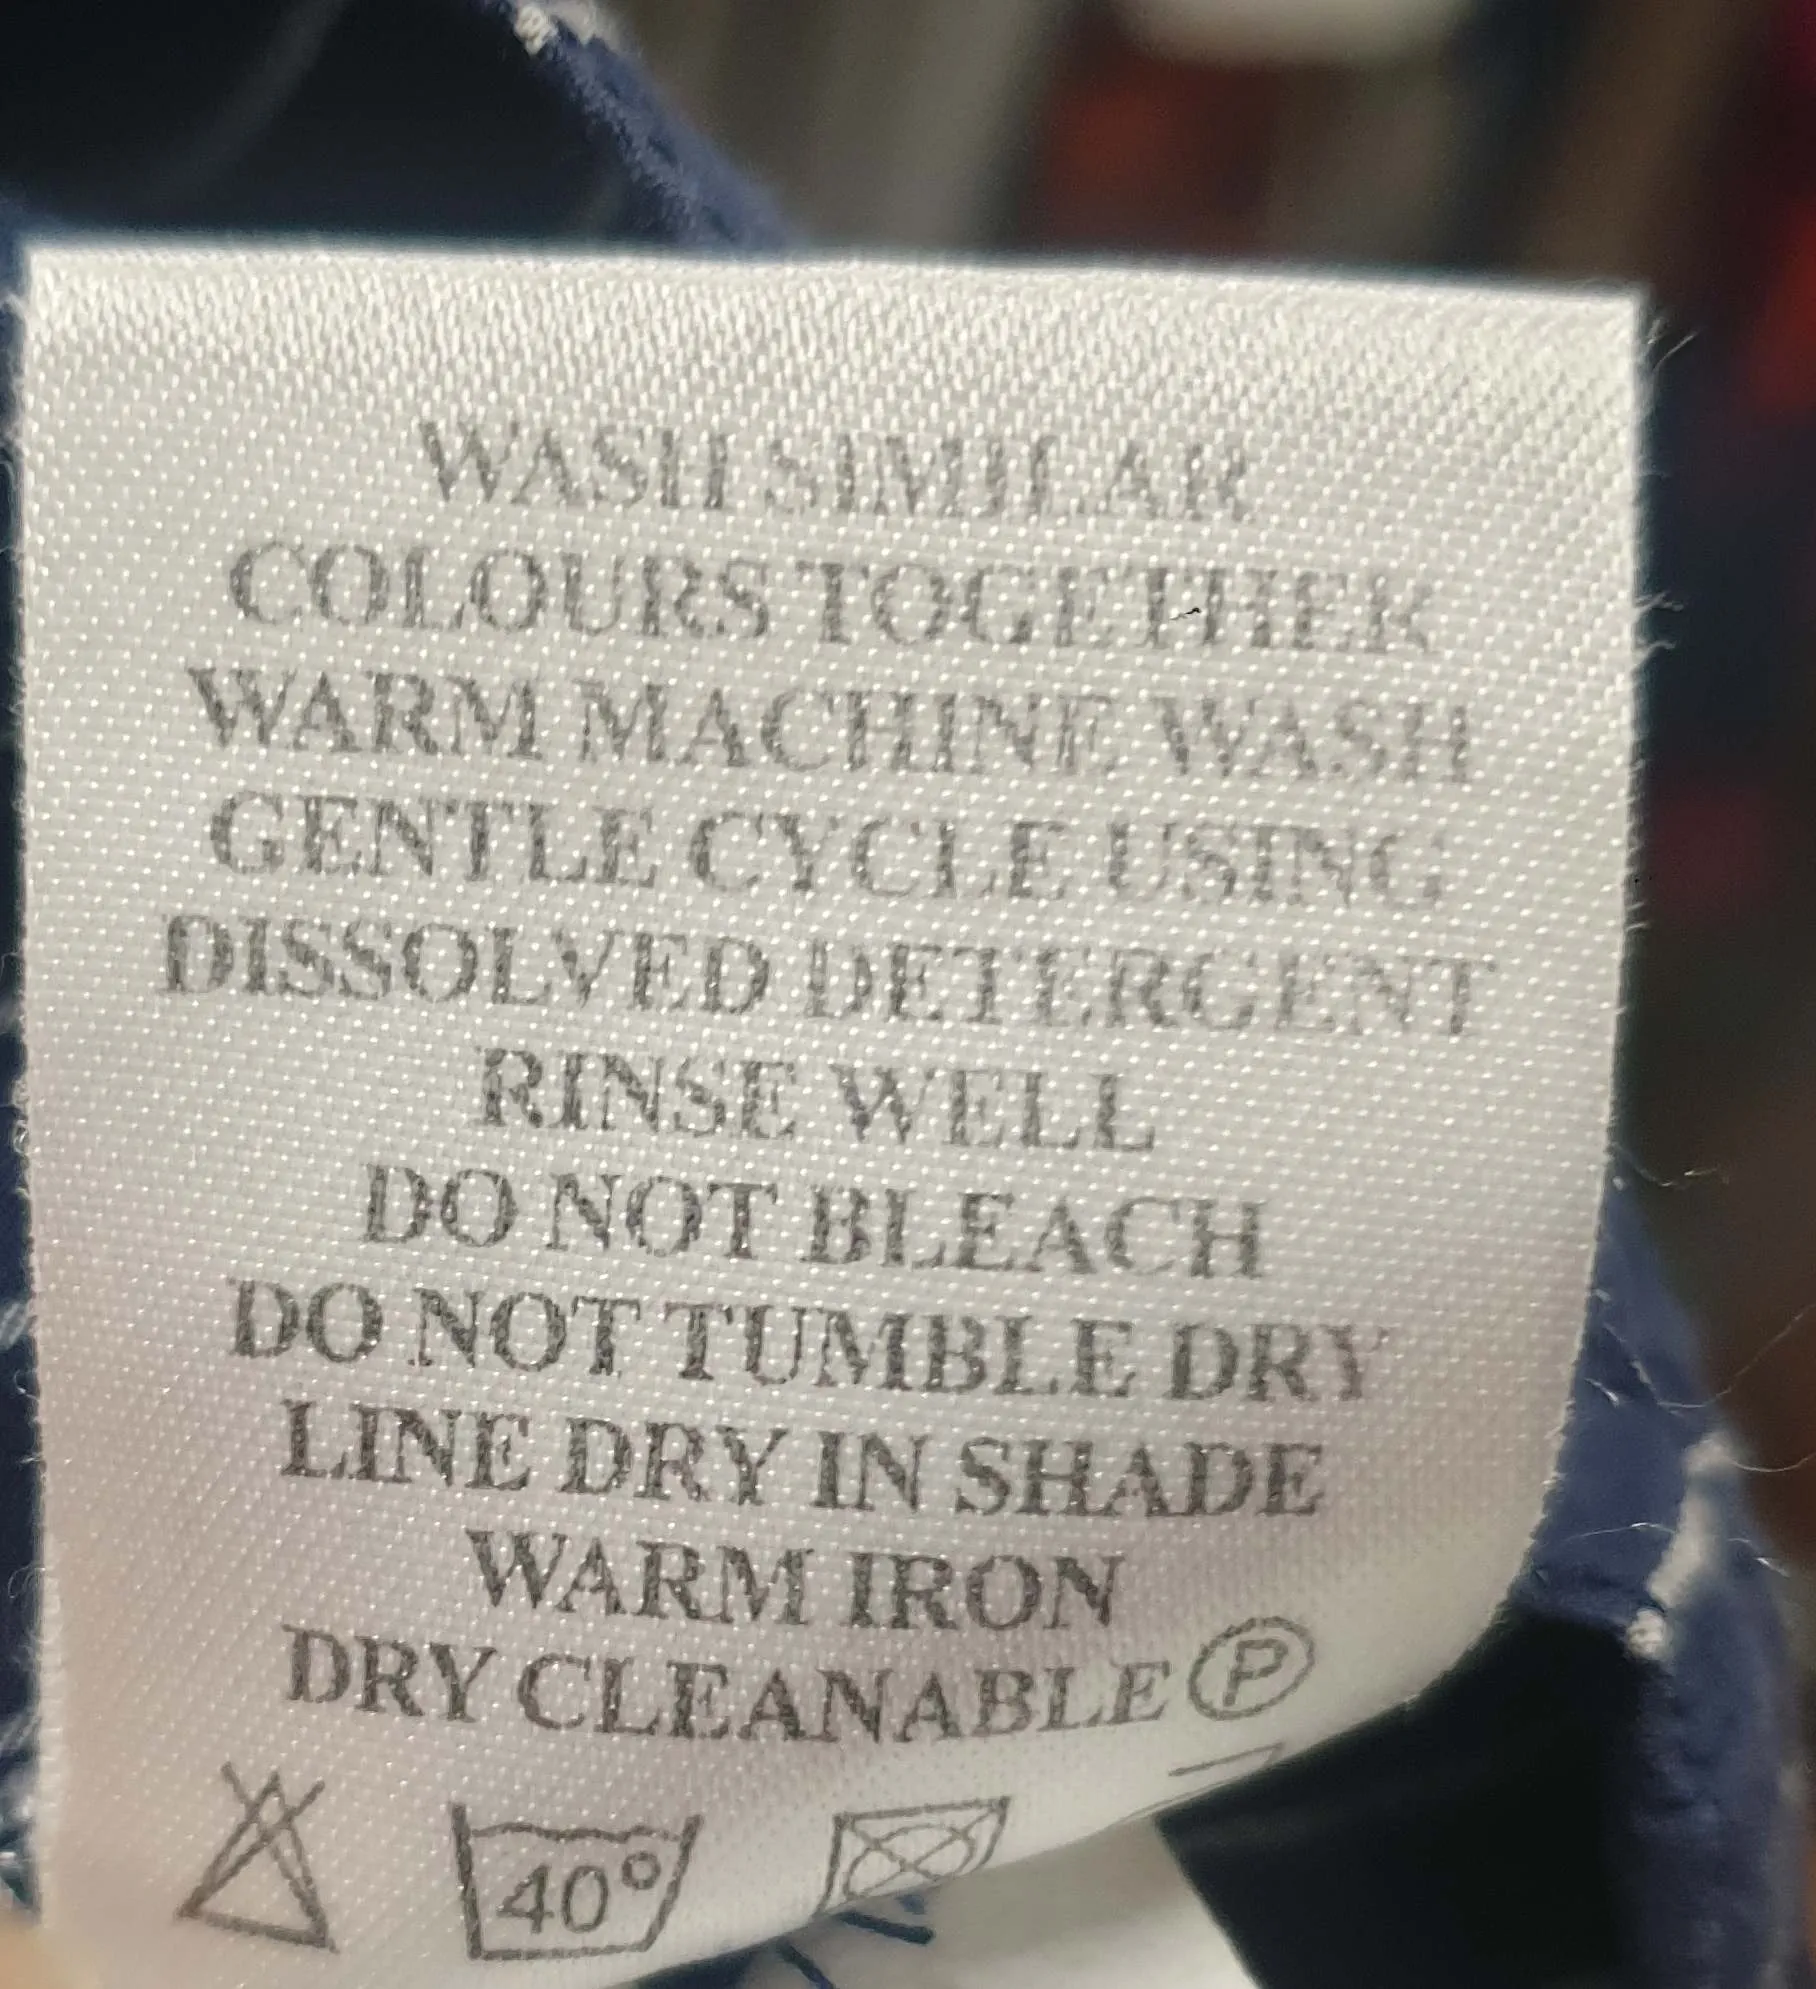 WASH SIMILAR
COLOURS TOGETHER
WARM MACHINE WASH
GENTLE CYCLE USING
DISSOLVED DETERGENT
RINSE WELL
DO NOT BLEACH
DO NOT TUMBLE DRY
LINE DRY IN SHADE
WARM IRON
DRY CLEANABLE Ⓟ
40°